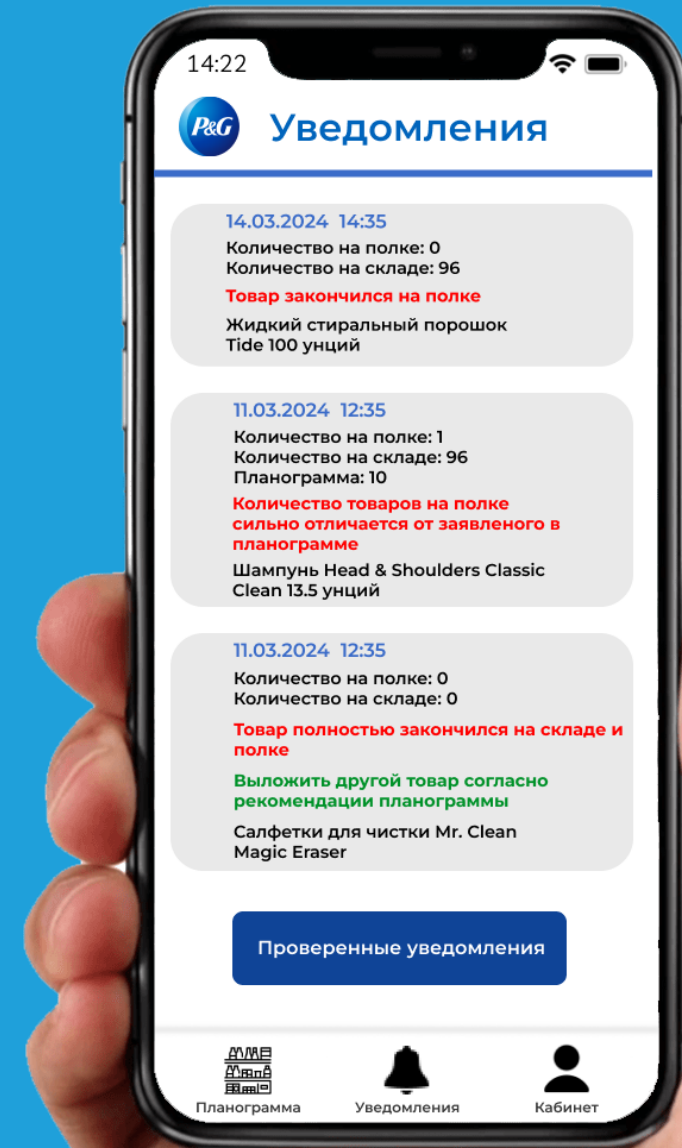 14:22
P&G
Уведомления
14.03.2024 14:35
Количество на полке: 0
Количество на складе: 96
Товар закончился на полке
Жидкий стиральный порошок
Tide 100 унций
11.03.2024 12:35
Количество на полке: 1
Количество на складе: 96
Планограмма: 10
Количество товаров на полке
сильно отличается от заявленого в
планограмме
Шампунь Head & Shoulders Classic
Clean 13.5 унций
11.03.2024 12:35
Количество на полке: 0
Количество на складе: 0
Товар полностью закончился на складе и
полке
Выложить другой товар согласно
рекомендации планограммы
Салфетки для чистки Mr. Clean
Magic Eraser
Проверенные уведомления
Планограмма
Уведомления
Кабинет